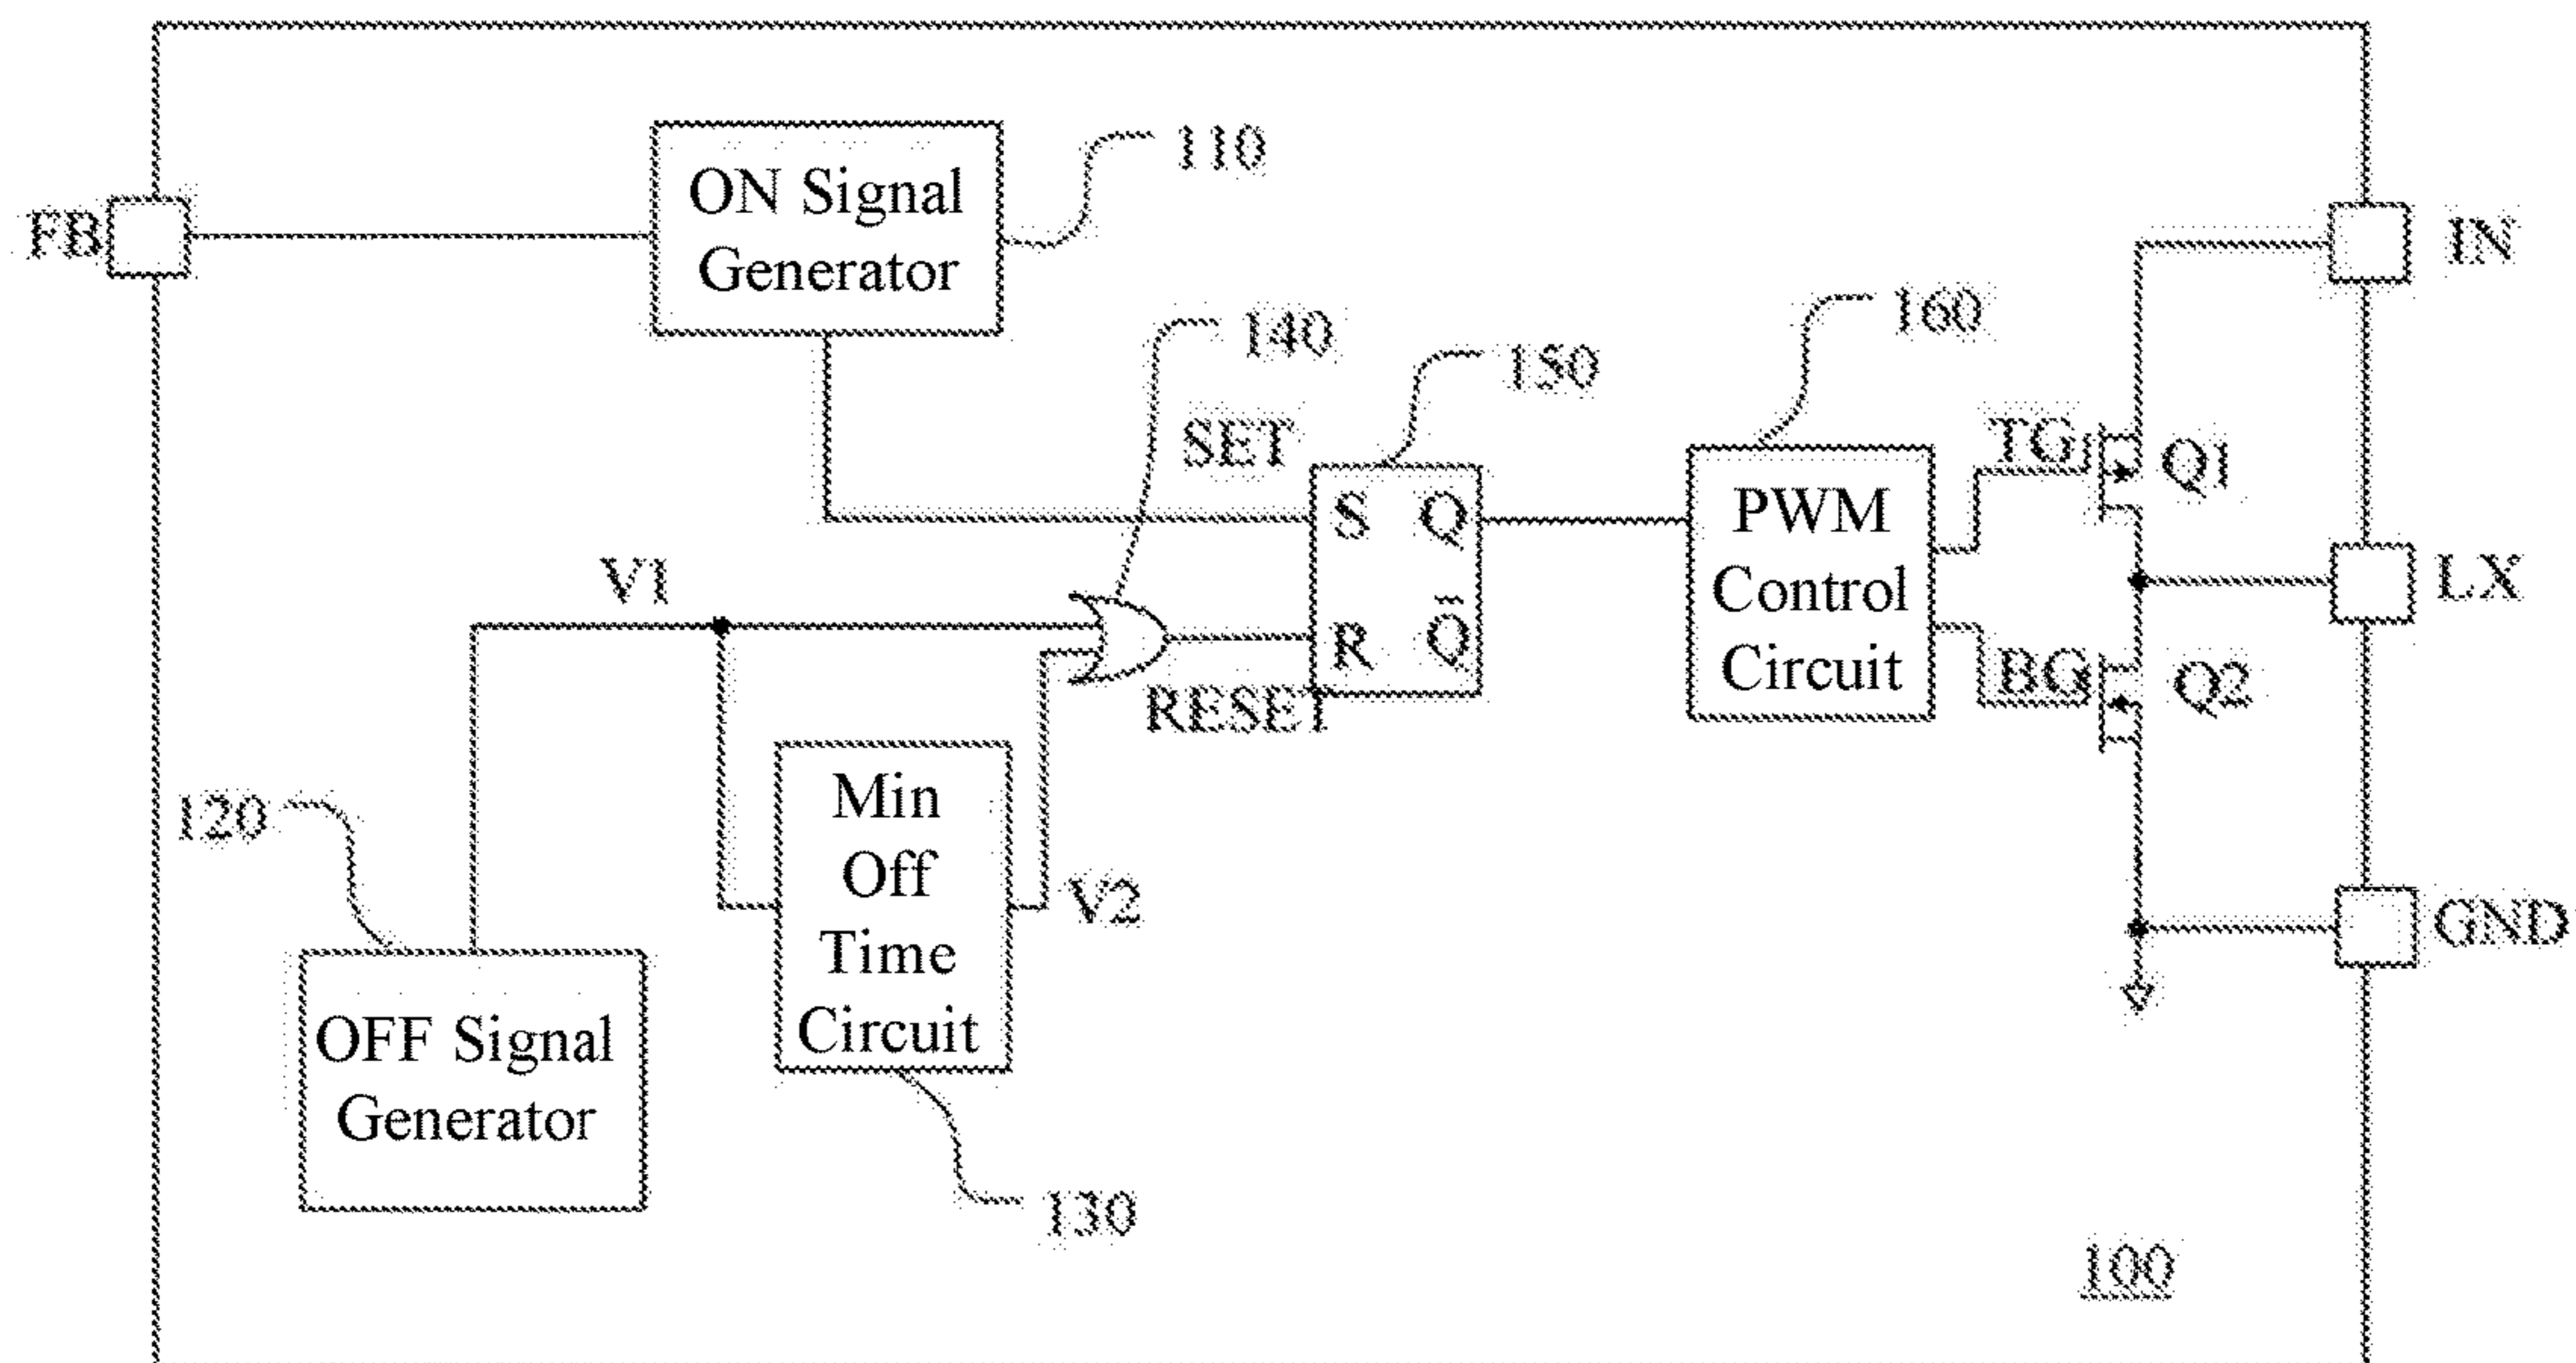 110
ON Signal
Generator
FB
IN
140
160
150
SET
TG
Q1
S Q
PWM
Control
Circuit
V1
LX
R Q̄
RESET
BG
Q2
Min
Off
Time
Circuit
120
V2
GND
OFF Signal
Generator
130
100